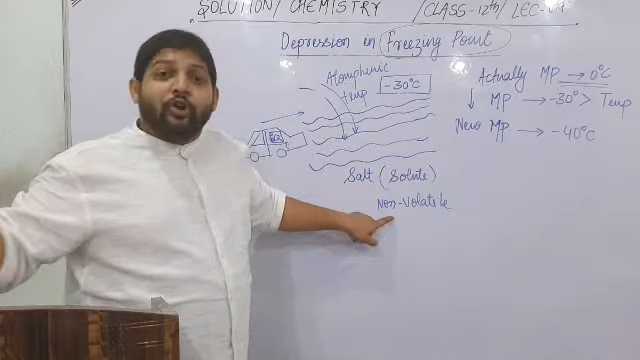 SOLUTION/ CHEMISTRY /CLASS-12th/ LEC-
Depression in Freezing Point
Atomphenic
temp
-30°C
Actually MP → 0°C
↓ MP → -30° > Temp
New MP → -40°C
Salt (Solute)
Non-Volatile